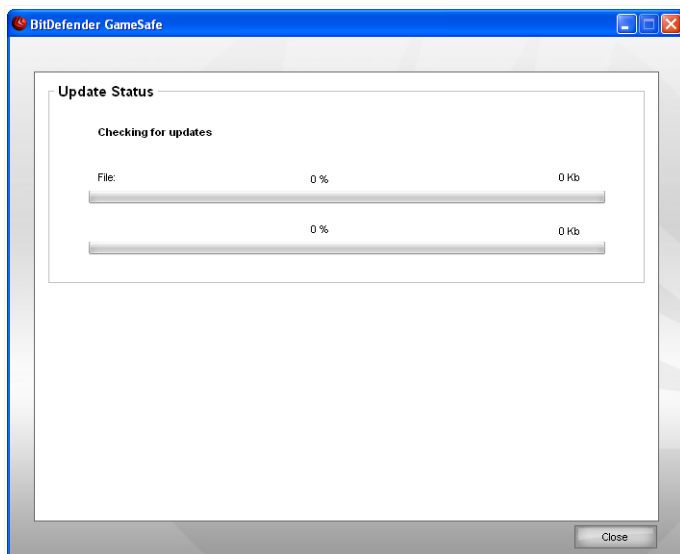 BitDefender GameSafe
Update Status
Checking for updates
File: 0 % 0 Kb
0 % 0 Kb
Close